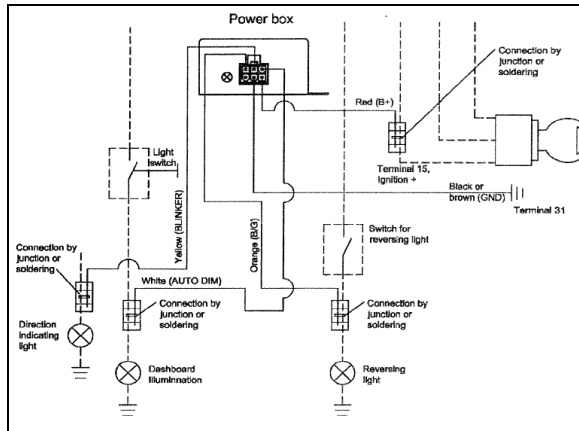 Power box
Connection by
junction or
soldering
Red (B+)
Light
switch
Terminal 15,
Ignition +
Black or
brown (GND)
Terminal 31
Yellow (BLINKER)
Orange (B/G)
Switch for
reversing light
Connection by
junction or
soldering
White (AUTO DIM)
Connection by
junction or
soldering
Connection by
junction or
soldering
Direction
indicating
light
Dashboard
Illumination
Reversing
light